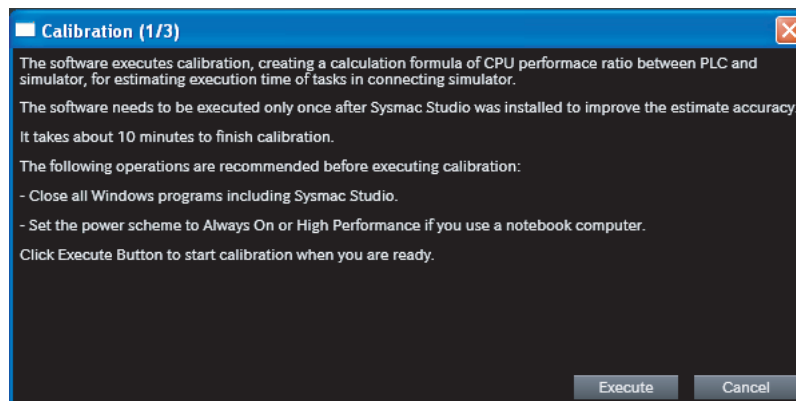 Calibration (1/3)
The software executes calibration, creating a calculation formula of CPU performace ratio between PLC and
simulator, for estimating execution time of tasks in connecting simulator.
The software needs to be executed only once after Sysmac Studio was installed to improve the estimate accuracy.
It takes about 10 minutes to finish calibration.
The following operations are recommended before executing calibration:
- Close all Windows programs including Sysmac Studio.
- Set the power scheme to Always On or High Performance if you use a notebook computer.
Click Execute Button to start calibration when you are ready.
Execute Cancel